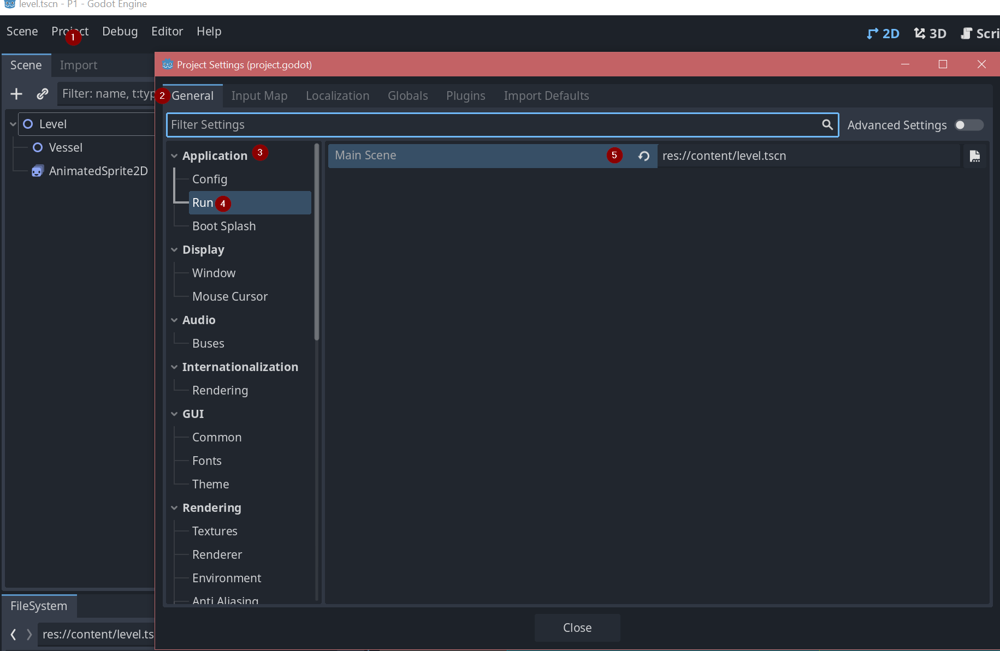 level.tscn - P1 - Godot Engine
Scene Project Debug Editor Help
1
2D 3D Scri
Scene Import
Project Settings (project.godot)
Filter: name, t:typ
2 General Input Map Localization Globals Plugins Import Defaults
Filter Settings
Advanced Settings
Level
Vessel
AnimatedSprite2D
Application 3
Config
Run 4
Boot Splash
Display
Window
Mouse Cursor
Audio
Buses
Internationalization
Rendering
GUI
Common
Fonts
Theme
Rendering
Textures
Renderer
Environment
Anti Aliasing
Main Scene 5 res://content/level.tscn
FileSystem
res://content/level.ts
Close